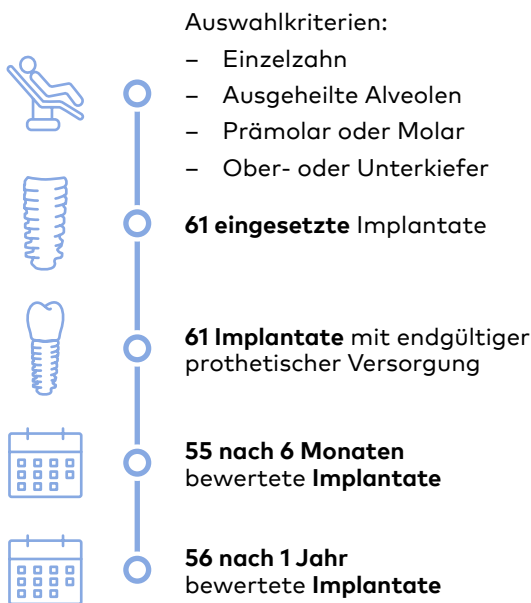 Auswahlkriterien:
– Einzelzahn
– Ausgeheilte Alveolen
– Prämolar oder Molar
– Ober- oder Unterkiefer
61 eingesetzte Implantate
61 Implantate mit endgültiger
prothetischer Versorgung
55 nach 6 Monaten
bewertete Implantate
56 nach 1 Jahr
bewertete Implantate